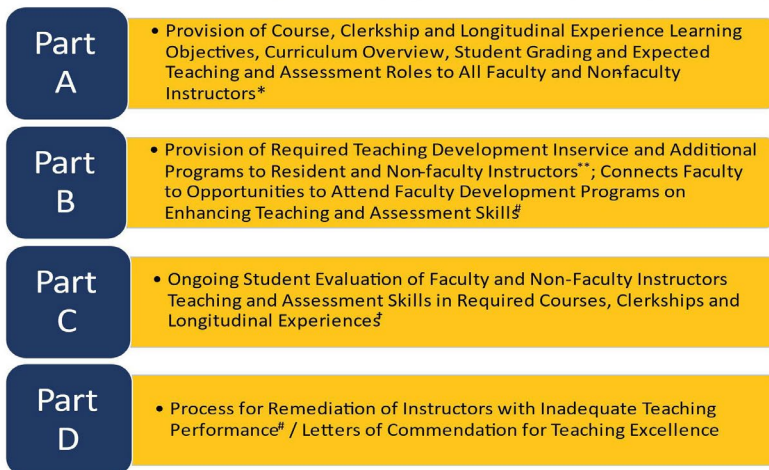 Part
A
• Provision of Course, Clerkship and Longitudinal Experience Learning
Objectives, Curriculum Overview, Student Grading and Expected
Teaching and Assessment Roles to All Faculty and Non-faculty
Instructors*
Part
B
• Provision of Required Teaching Development Inservice and Additional
Programs to Resident and Non-faculty Instructors**; Connects Faculty
to Opportunities to Attend Faculty Development Programs on
Enhancing Teaching and Assessment Skills#
Part
C
• Ongoing Student Evaluation of Faculty and Non-Faculty Instructors
Teaching and Assessment Skills in Required Courses, Clerkships and
Longitudinal Experiences‡
Part
D
• Process for Remediation of Instructors with Inadequate Teaching
Performance# / Letters of Commendation for Teaching Excellence